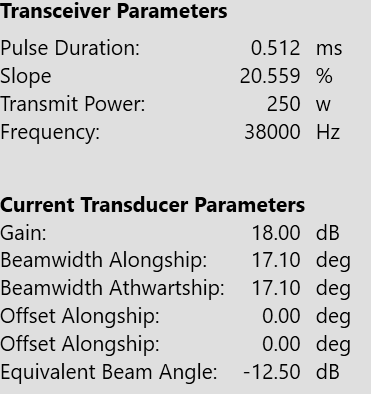 Transceiver Parameters
Pulse Duration: 0.512 ms
Slope 20.559 %
Transmit Power: 250 w
Frequency: 38000 Hz
Current Transducer Parameters
Gain: 18.00 dB
Beamwidth Alongship: 17.10 deg
Beamwidth Athwartship: 17.10 deg
Offset Alongship: 0.00 deg
Offset Alongship: 0.00 deg
Equivalent Beam Angle: -12.50 dB